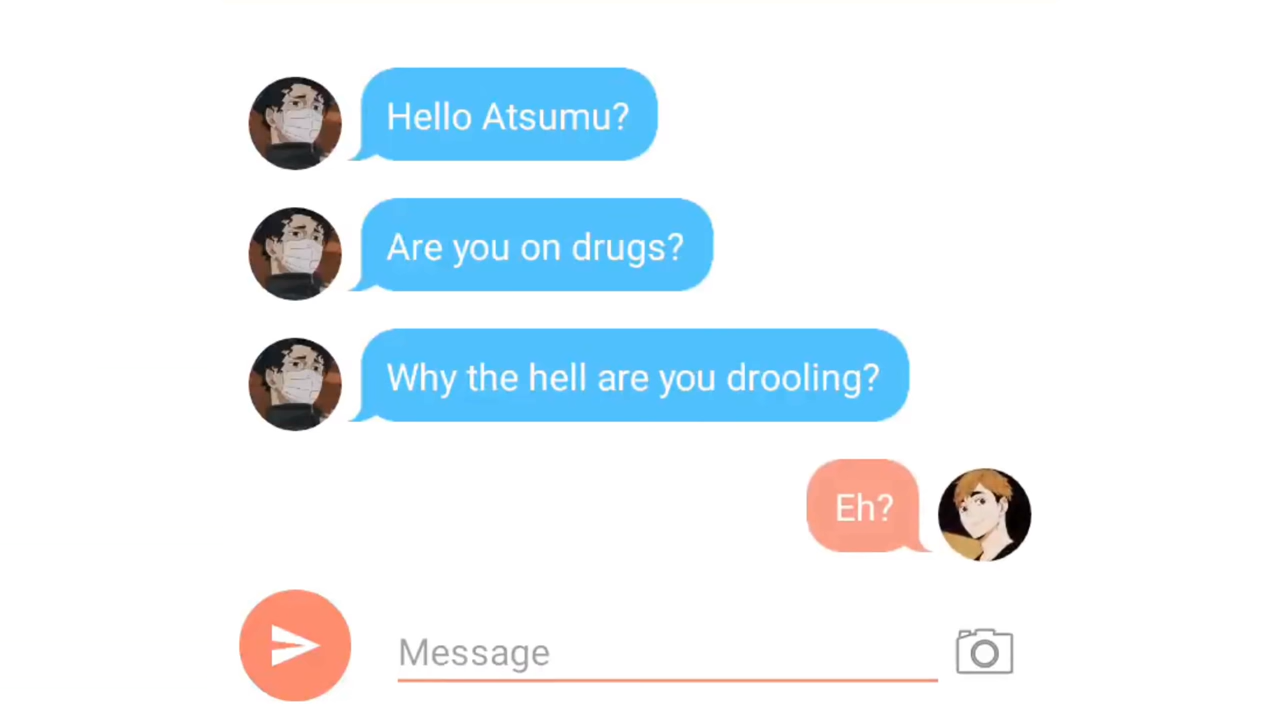 Hello Atsumu?
Are you on drugs?
Why the hell are you drooling?
Eh?
Message